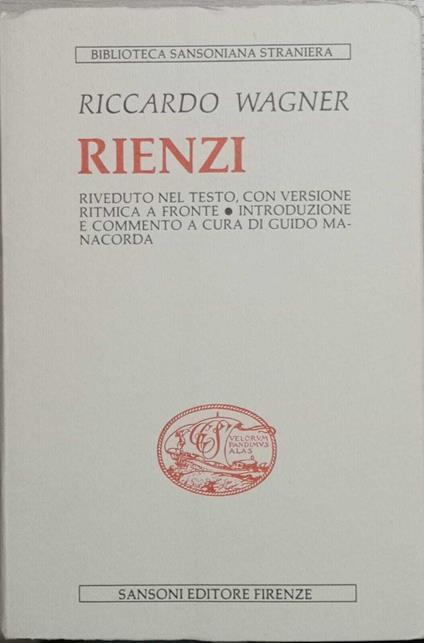 BIBLIOTECA SANSONIANA STRANIERA
RICCARDO WAGNER
RIENZI
RIVEDUTO NEL TESTO, CON VERSIONE
RITMICA A FRONTE • INTRODUZIONE
E COMMENTO A CURA DI GUIDO MA-
NACORDA
GCS
VELORVM
PANDIMVS
ALAS
SANSONI EDITORE FIRENZE